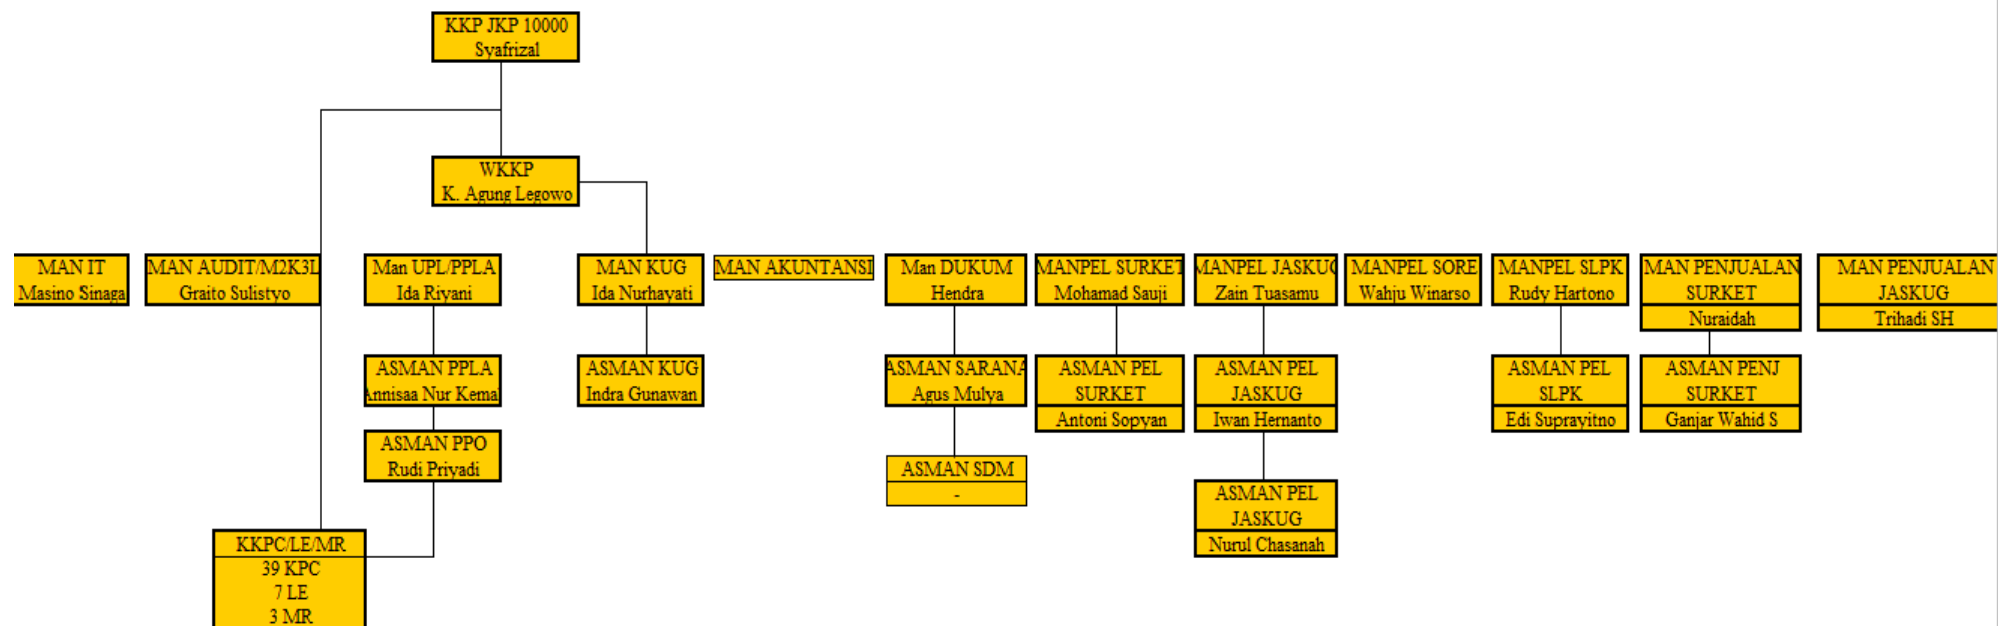 KKP JKP 10000
Syafrizal
WKKP
K. Agung Legowo
MAN IT
Masino Sinaga
MAN AUDIT/M2K3L
Graito Sulistyo
Man UPL/PPLA
Ida Riyani
MAN KUG
Ida Nurhayati
MAN AKUNTANSI
Man DUKUM
Hendra
MANPEL SURKET
Mohamad Sauji
MANPEL JASKUG
Zain Tuasamu
MANPEL SORE
Wahju Winarso
MANPEL SLPK
Rudy Hartono
MAN PENJUALAN
SURKET
Nuraidah
MAN PENJUALAN
JASKUG
Trihadi SH
ASMAN PPLA
Annisaa Nur Kemal
ASMAN KUG
Indra Gunawan
ASMAN SARANA
Agus Mulya
ASMAN PEL
SURKET
Antoni Sopyan
ASMAN PEL
JASKUG
Iwan Hernanto
ASMAN PEL
SLPK
Edi Suprayitno
ASMAN PENJ
SURKET
Ganjar Wahid S
ASMAN PPO
Rudi Priyadi
ASMAN SDM
-
ASMAN PEL
JASKUG
Nurul Chasanah
KKPC/LE/MR
39 KPC
7 LE
3 MR